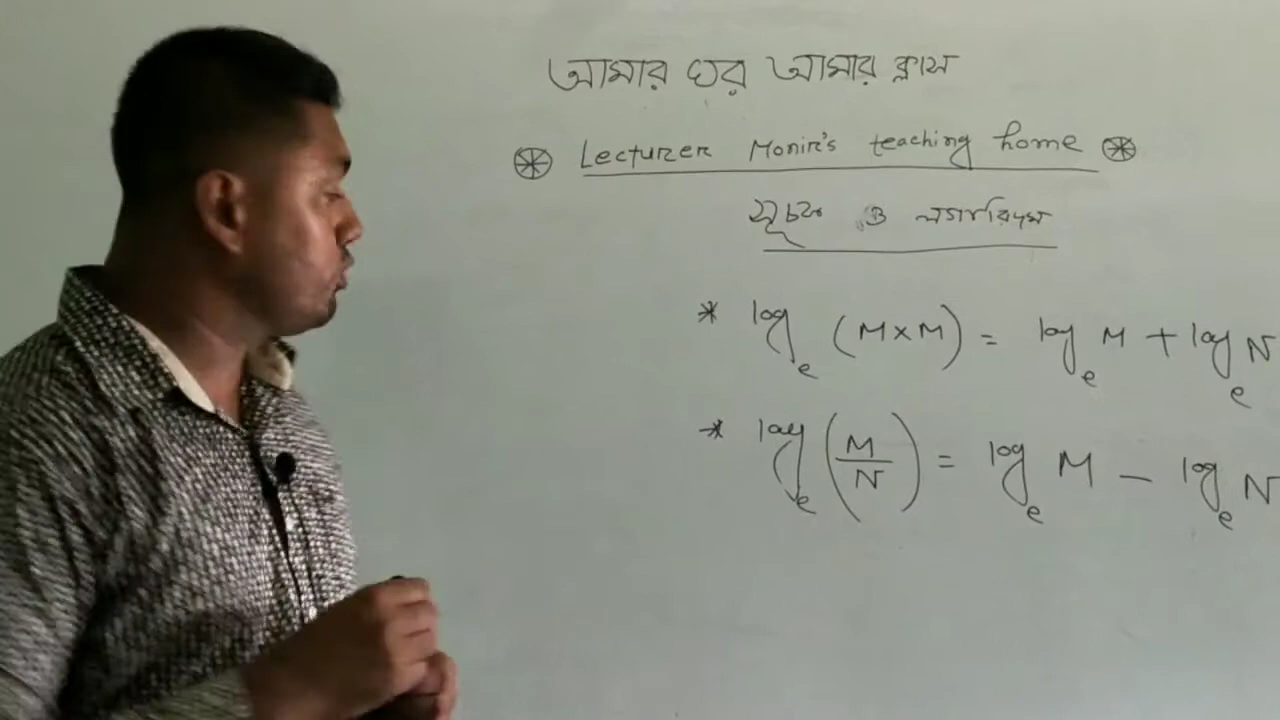 আমার ঘর আমার ক্লাস
Lecturer Monir's teaching home
সূচক ও লগারিদম
* log_e (M×M) = log_e M + log_e N
* log_e (M/N) = log_e M - log_e N